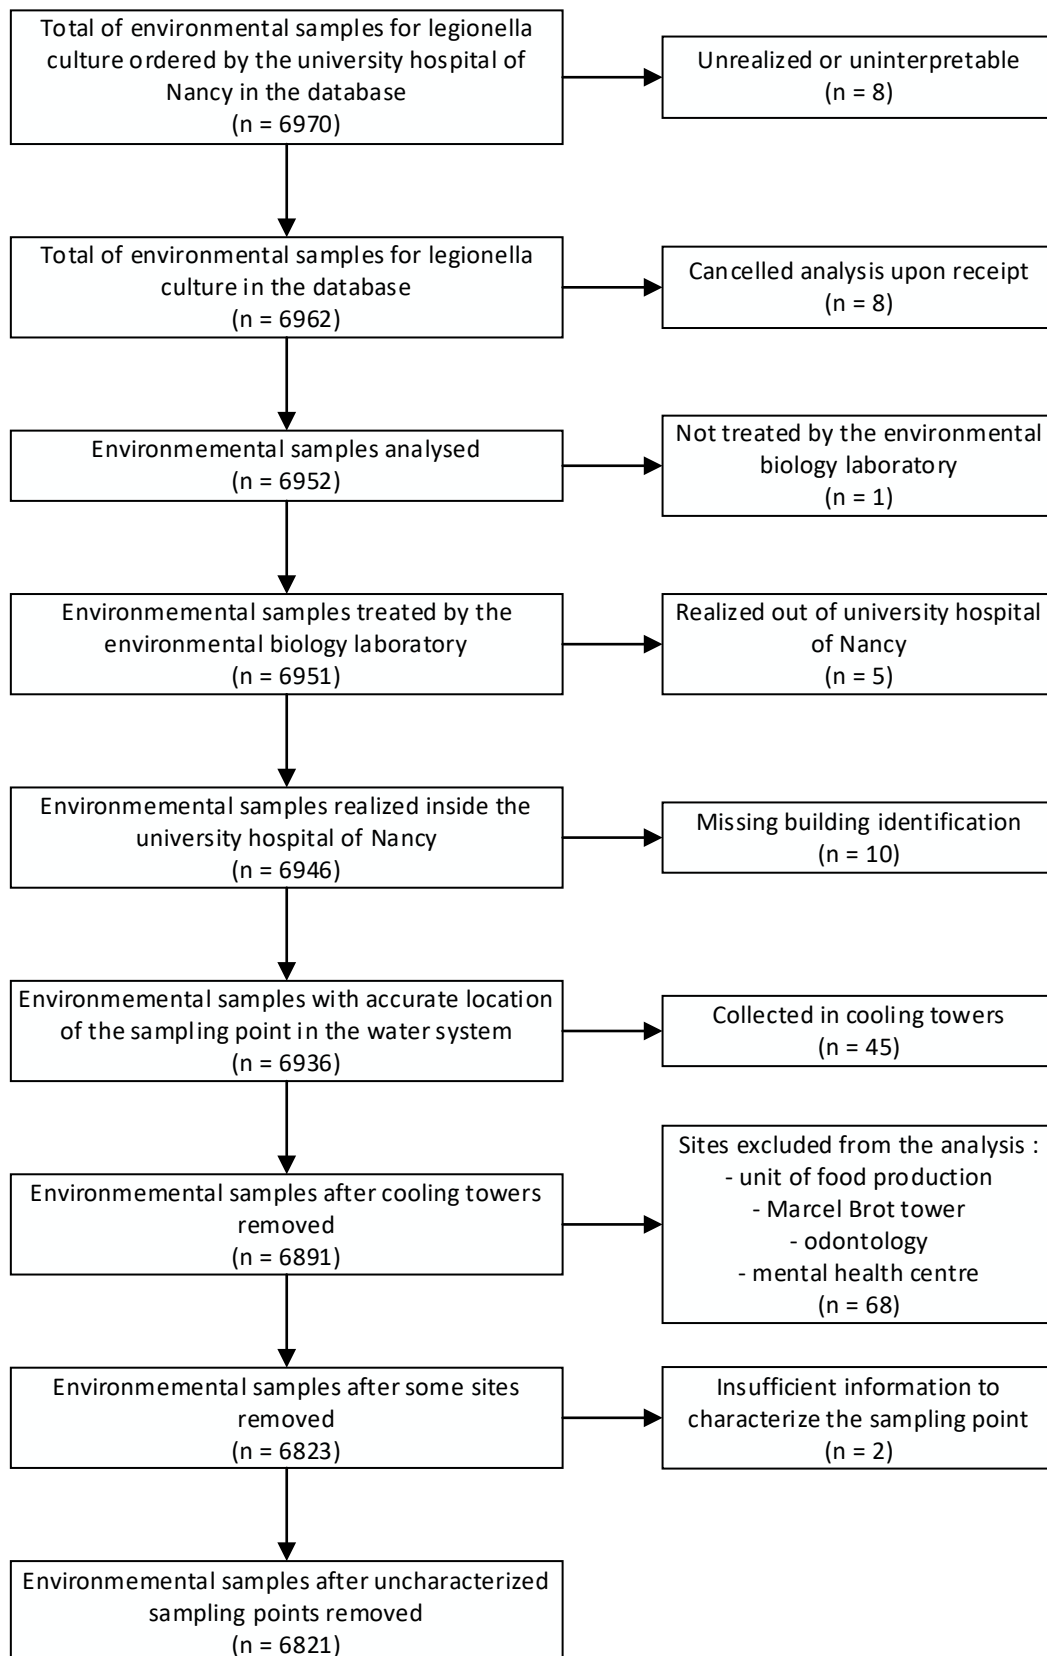 Total of environmental samples for legionella
culture ordered by the university hospital of
Nancy in the database
(n = 6970)
Unrealized or uninterpretable
(n = 8)
Total of environmental samples for legionella
culture in the database
(n = 6962)
Cancelled analysis upon receipt
(n = 8)
Environmemental samples analysed
(n = 6952)
Not treated by the environmental
biology laboratory
(n = 1)
Environmemental samples treated by the
environmental biology laboratory
(n = 6951)
Realized out of university hospital
of Nancy
(n = 5)
Environmemental samples realized inside the
university hospital of Nancy
(n = 6946)
Missing building identification
(n = 10)
Environmemental samples with accurate location
of the sampling point in the water system
(n = 6936)
Collected in cooling towers
(n = 45)
Environmemental samples after cooling towers
removed
(n = 6891)
Sites excluded from the analysis :
- unit of food production
- Marcel Brot tower
- odontology
- mental health centre
(n = 68)
Environmemental samples after some sites
removed
(n = 6823)
Insufficient information to
characterize the sampling point
(n = 2)
Environmemental samples after uncharacterized
sampling points removed
(n = 6821)